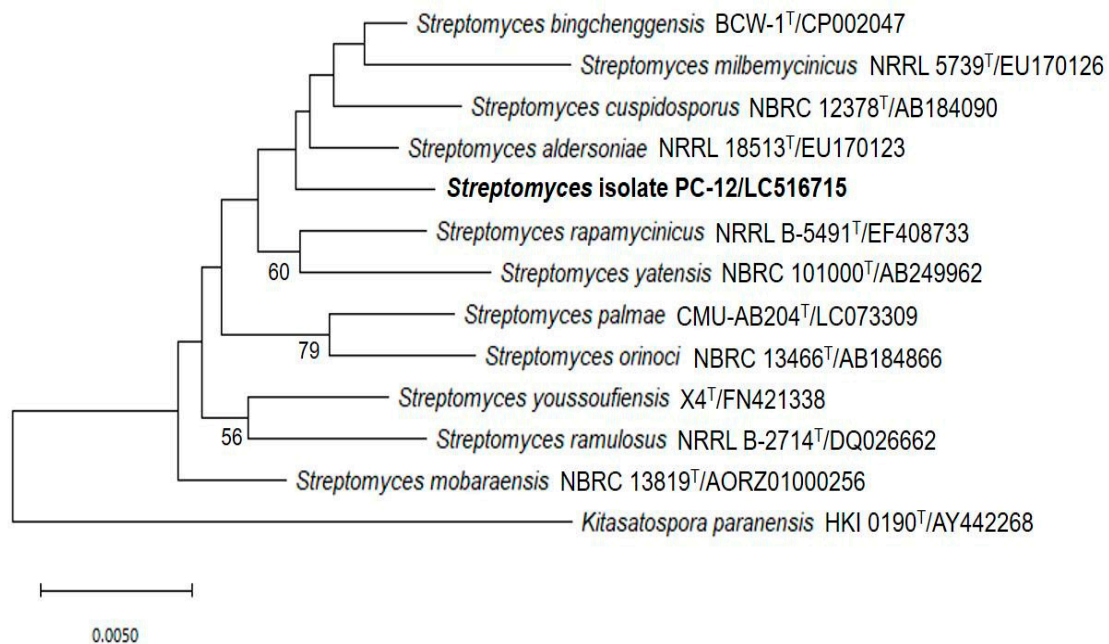 Streptomyces bingchenggensis BCW-1ᵀ/CP002047
Streptomyces milbemycinicus NRRL 5739ᵀ/EU170126
Streptomyces cuspidosporus NBRC 12378ᵀ/AB184090
Streptomyces aldersoniae NRRL 18513ᵀ/EU170123
Streptomyces isolate PC-12/LC516715
Streptomyces rapamycinicus NRRL B-5491ᵀ/EF408733
60
Streptomyces yatensis NBRC 101000ᵀ/AB249962
Streptomyces palmae CMU-AB204ᵀ/LC073309
79
Streptomyces orinoci NBRC 13466ᵀ/AB184866
Streptomyces youssoufiensis X4ᵀ/FN421338
56
Streptomyces ramulosus NRRL B-2714ᵀ/DQ026662
Streptomyces mobaraensis NBRC 13819ᵀ/AORZ01000256
Kitasatospora paranensis HKI 0190ᵀ/AY442268
0.0050